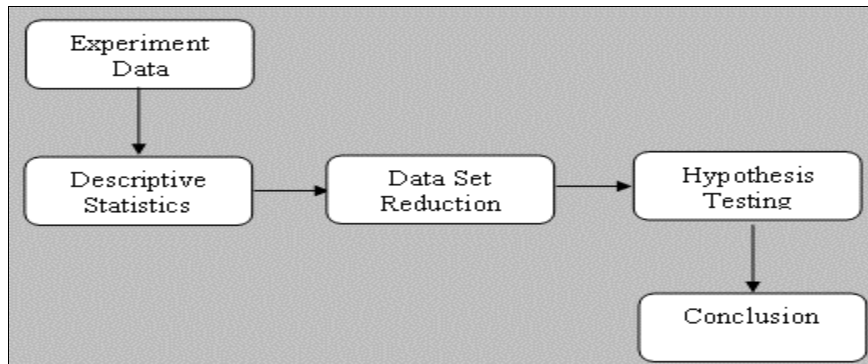 Experiment
Data
Descriptive
Statistics
Data Set
Reduction
Hypothesis
Testing
Conclusion